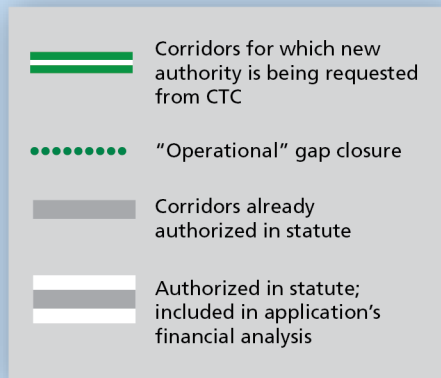 Corridors for which new
authority is being requested
from CTC
“Operational” gap closure
Corridors already
authorized in statute
Authorized in statute;
included in application’s
financial analysis